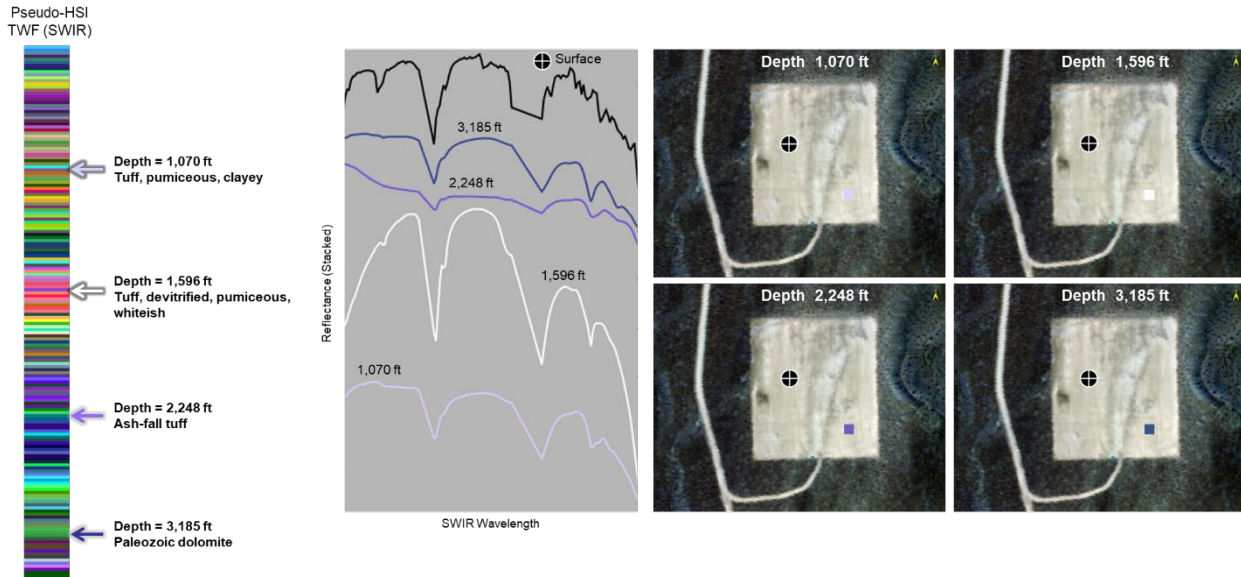 Pseudo-HSI
TWF (SWIR)
Depth = 1,070 ft
Tuff, pumiceous, clayey
Depth = 1,596 ft
Tuff, devitrified, pumiceous,
whiteish
Depth = 2,248 ft
Ash-fall tuff
Depth = 3,185 ft
Paleozoic dolomite
Reflectance (Stacked)
Surface
3,185 ft
2,248 ft
1,596 ft
1,070 ft
SWIR Wavelength
Depth 1,070 ft
Depth 1,596 ft
Depth 2,248 ft
Depth 3,185 ft